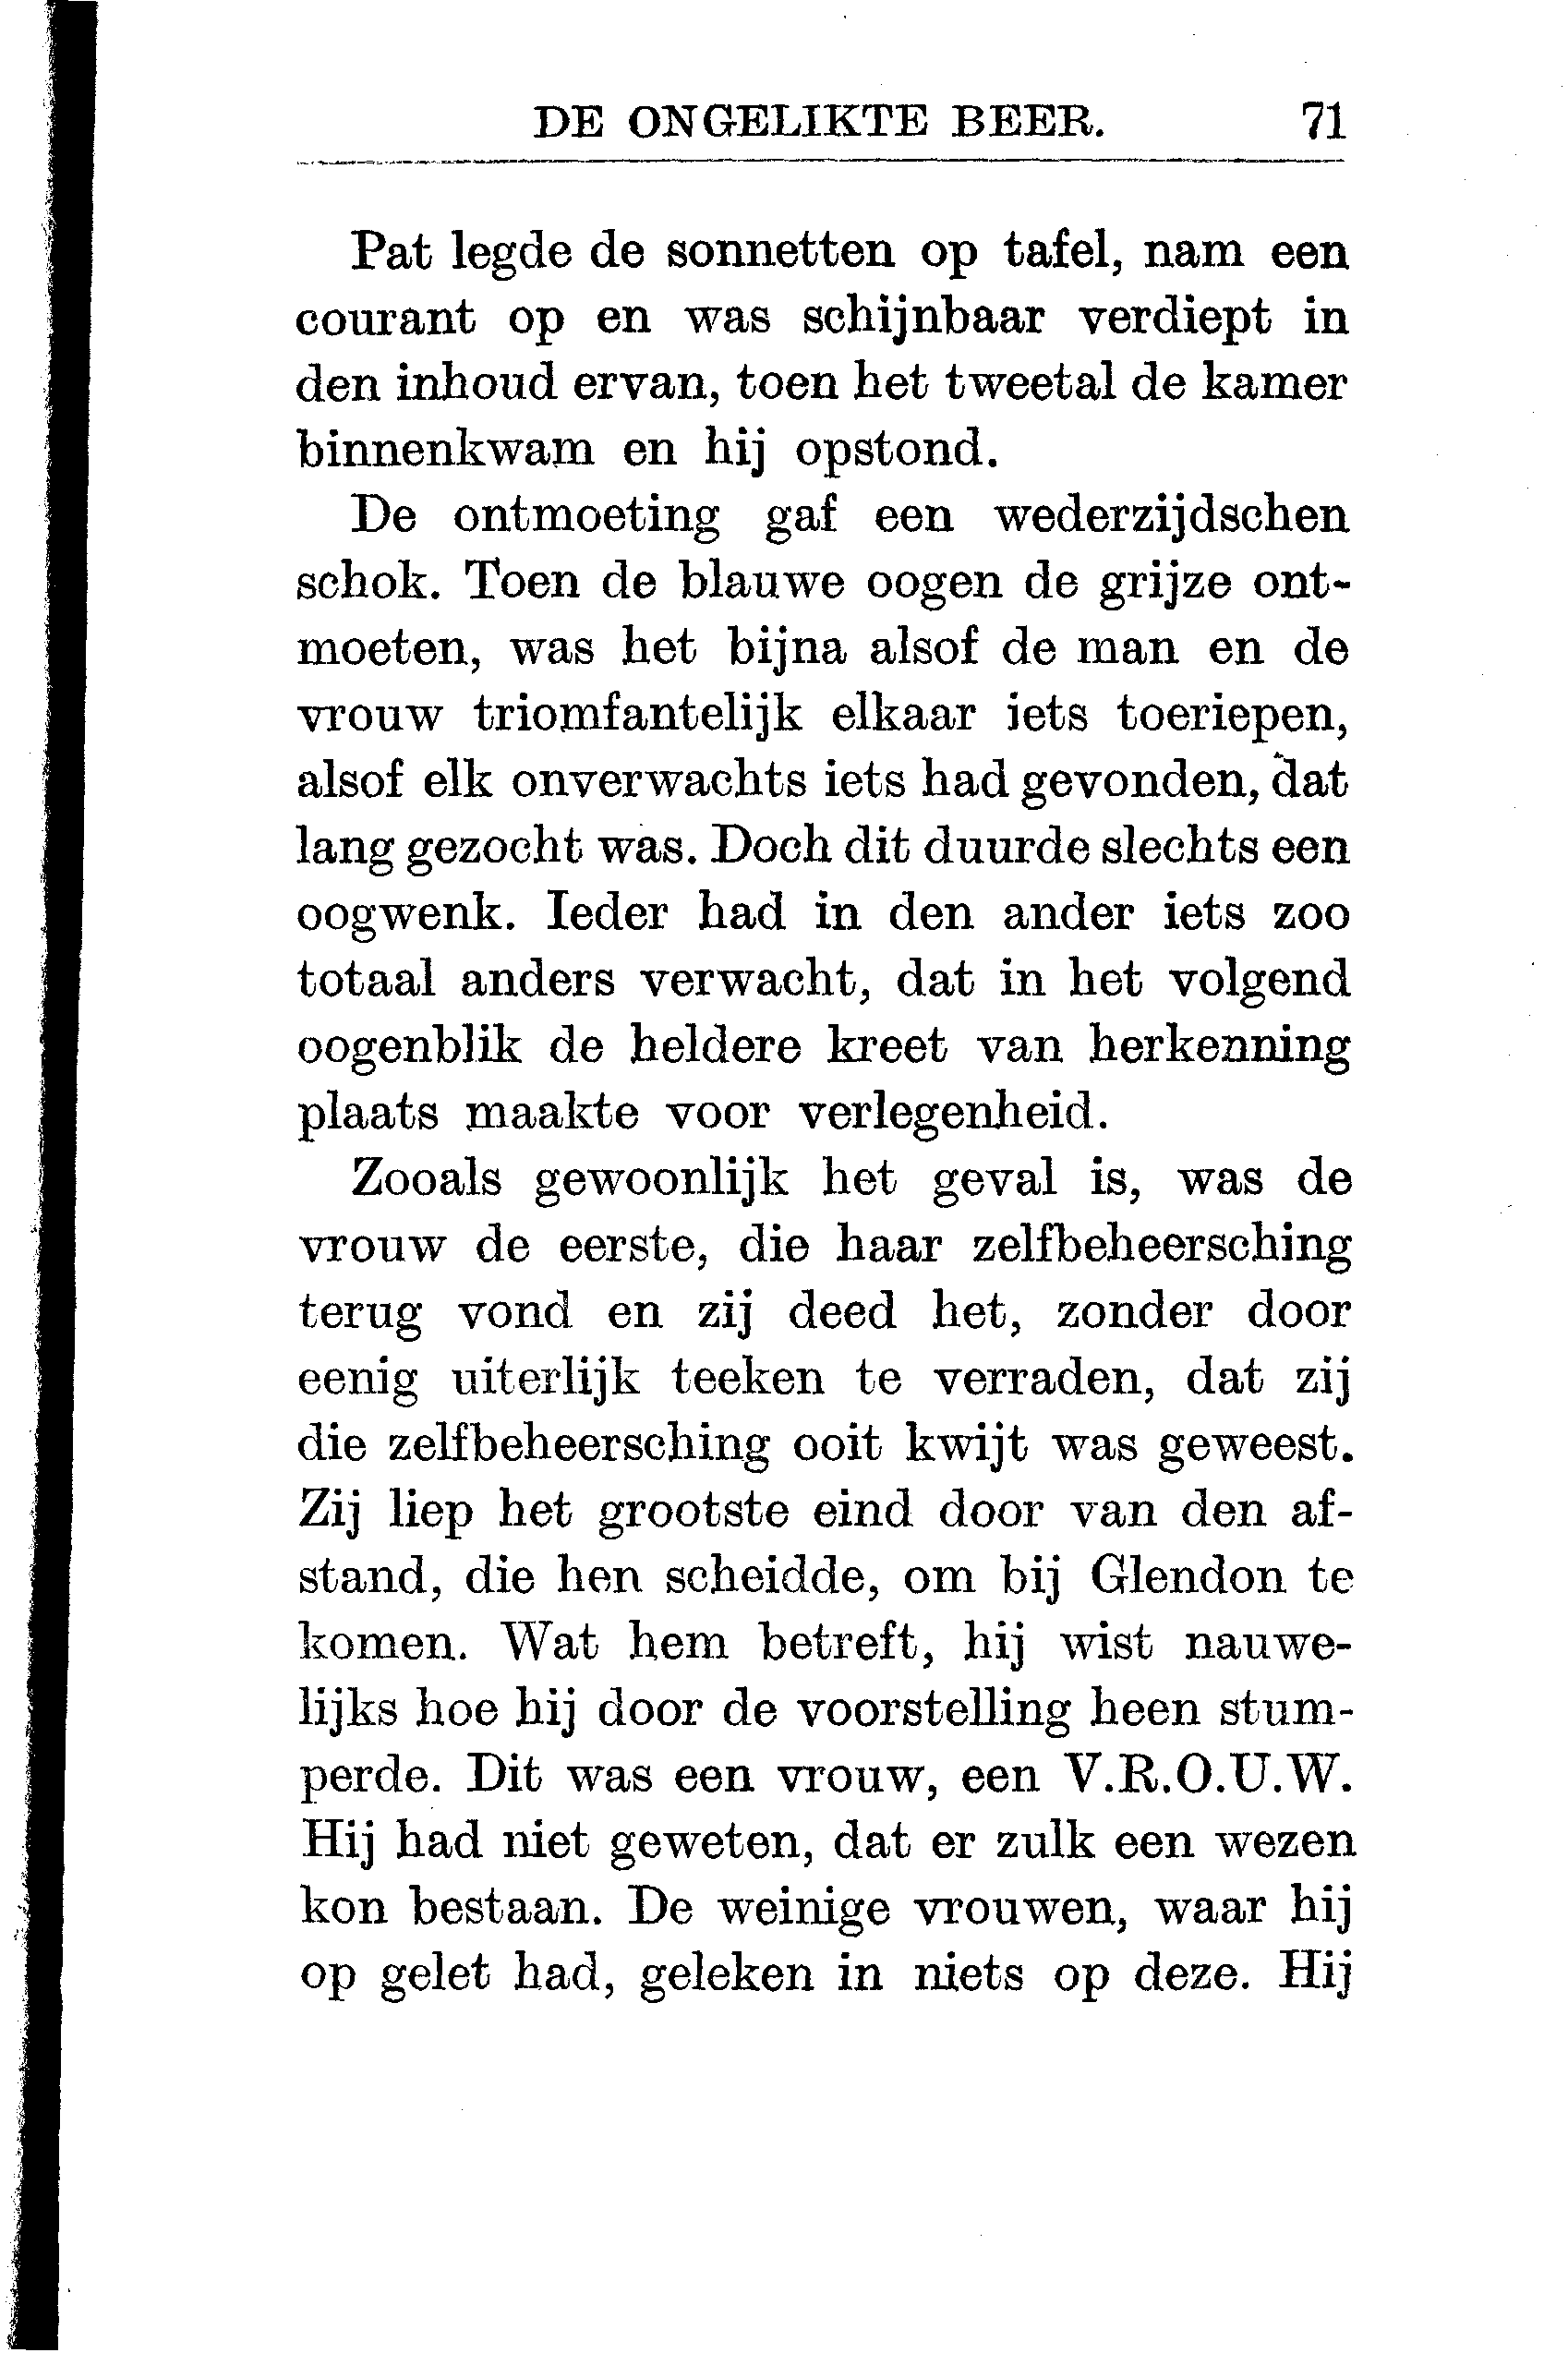 DE ONGELIKTE BEER. 71
Pat legde de sonnetten op tafel, nam een
courant op en was schijnbaar verdiept in
den inhoud ervan, toen het tweetal de kamer
binnenkwam en hij opstond.
De ontmoeting gaf een wederzijdschen
schok. Toen de blauwe oogen de grijze ont-
moeten, was het bijna alsof de man en de
vrouw triomfantelijk elkaar iets toeriepen,
alsof elk onverwachts iets had gevonden, dat
lang gezocht was. Doch dit duurde slechts een
oogwenk. Ieder had in den ander iets zoo
totaal anders verwacht, dat in het volgend
oogenblik de heldere kreet van herkenning
plaats maakte voor verlegenheid.
Zooals gewoonlijk het geval is, was de
vrouw de eerste, die haar zelfbeheersching
terug vond en zij deed het, zonder door
eenig uiterlijk teeken te verraden, dat zij
die zelfbeheersching ooit kwijt was geweest.
Zij liep het grootste eind door van den af-
stand, die hen scheidde, om bij Glendon te
komen. Wat hem betreft, hij wist nauwe-
lijks hoe hij door de voorstelling heen stum-
perde. Dit was een vrouw, een V.R.O.U.W.
Hij had niet geweten, dat er zulk een wezen
kon bestaan. De weinige vrouwen, waar hij
op gelet had, geleken in niets op deze. Hij